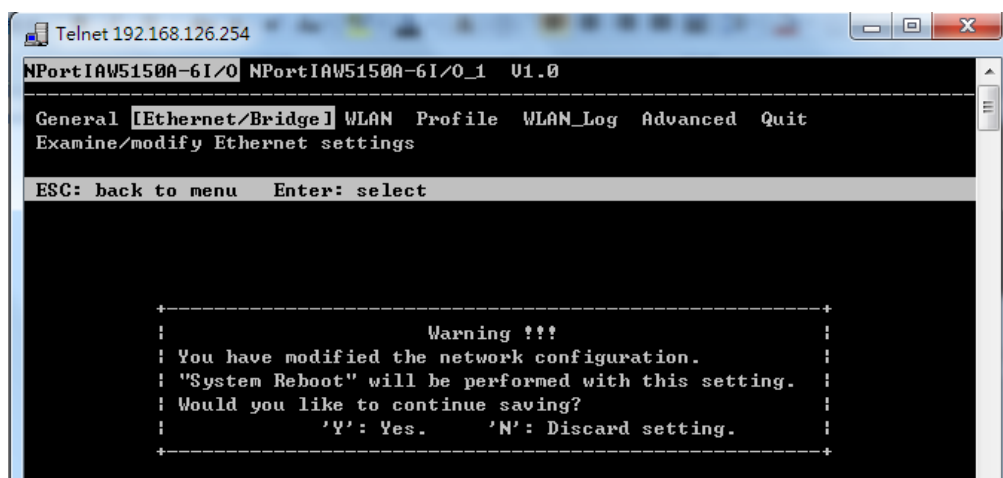 Telnet 192.168.126.254
NPortIAW5150A-6I/O NPortIAW5150A-6I/O_1 V1.0
General [Ethernet/Bridge] WLAN Profile WLAN_Log Advanced Quit
Examine/modify Ethernet settings
ESC: back to menu Enter: select
Warning !!!
You have modified the network configuration.
"System Reboot" will be performed with this setting.
Would you like to continue saving?
'Y': Yes. 'N': Discard setting.